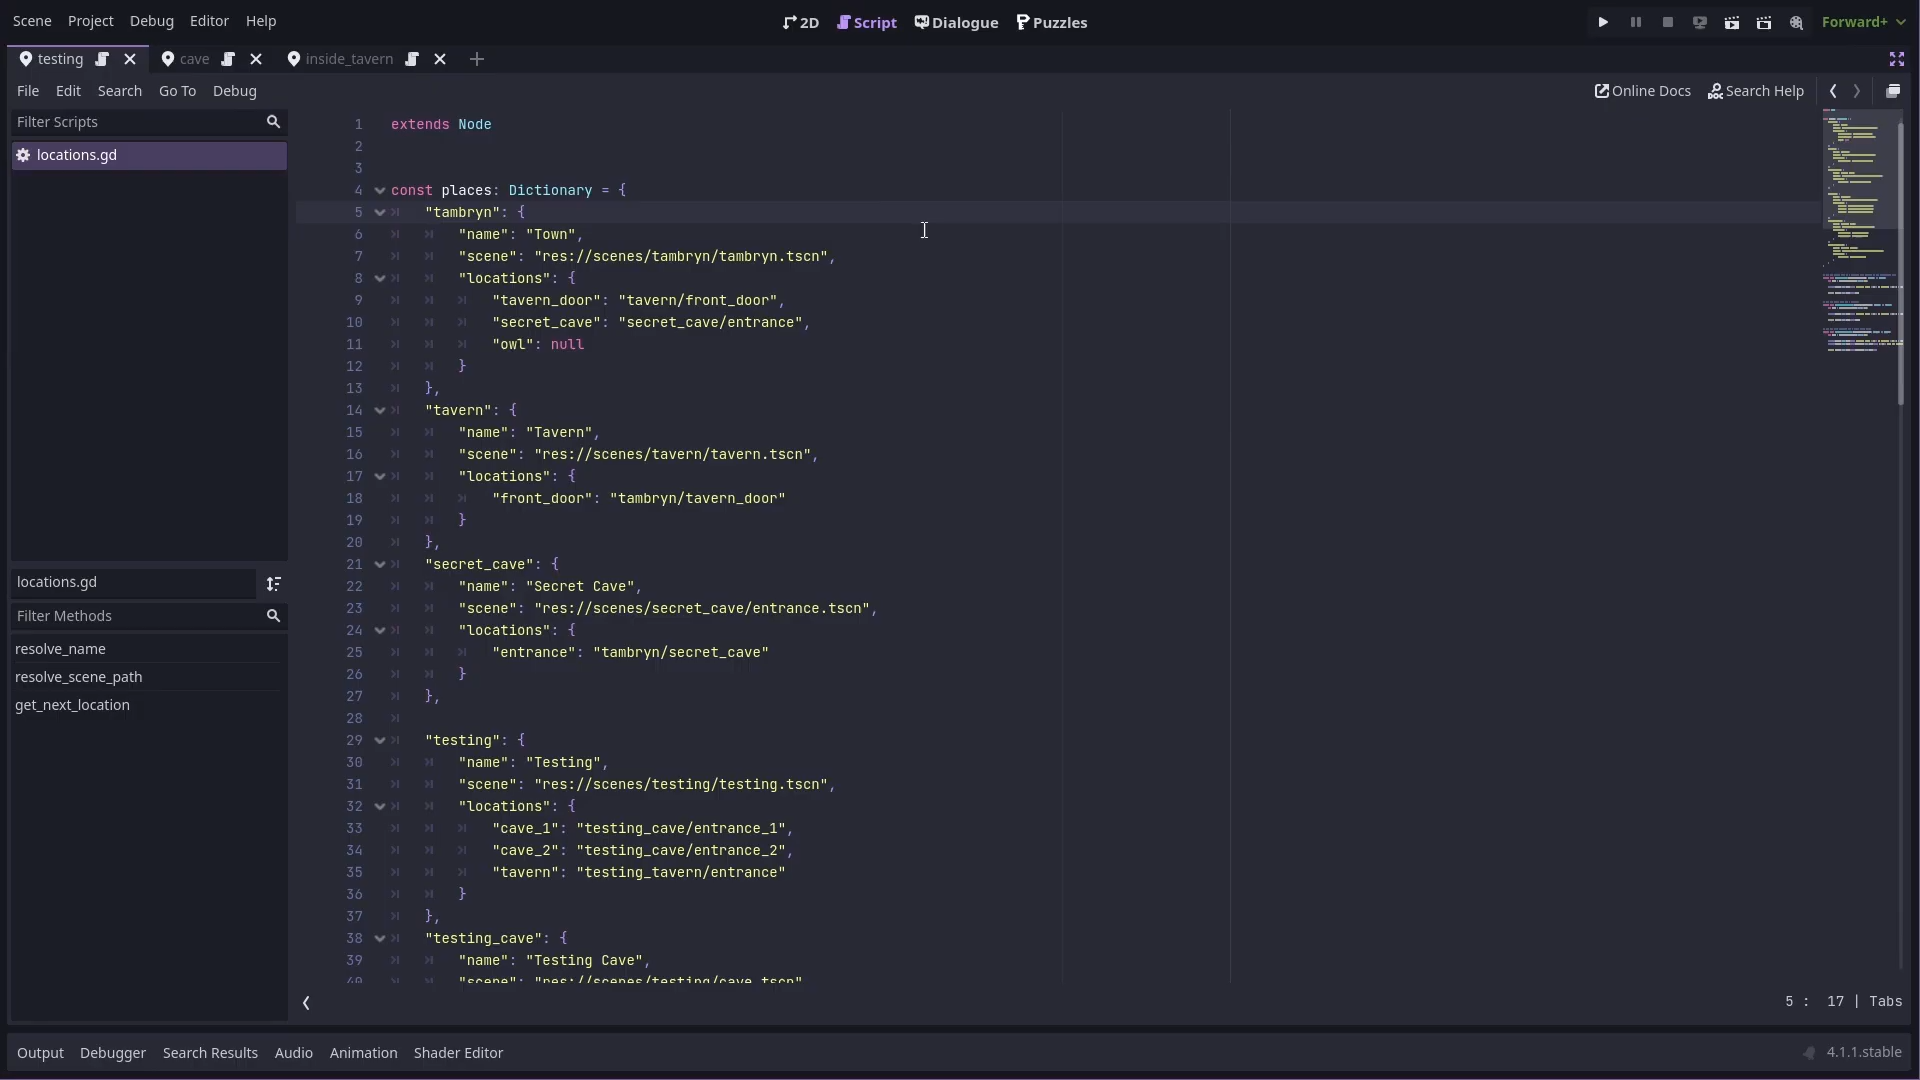 Scene Project Debug Editor Help 2D Script Dialogue Puzzles Forward+
testing cave inside_tavern
File Edit Search Go To Debug Online Docs Search Help
Filter Scripts
locations.gd
locations.gd
Filter Methods
resolve_name
resolve_scene_path
get_next_location
1 extends Node
2
3
4 const places: Dictionary = {
5 "tambryn": {
6 "name": "Town",
7 "scene": "res://scenes/tambryn/tambryn.tscn",
8 "locations": {
9 "tavern_door": "tavern/front_door",
10 "secret_cave": "secret_cave/entrance",
11 "owl": null
12 }
13 },
14 "tavern": {
15 "name": "Tavern",
16 "scene": "res://scenes/tavern/tavern.tscn",
17 "locations": {
18 "front_door": "tambryn/tavern_door"
19 }
20 },
21 "secret_cave": {
22 "name": "Secret Cave",
23 "scene": "res://scenes/secret_cave/entrance.tscn",
24 "locations": {
25 "entrance": "tambryn/secret_cave"
26 }
27 },
28
29 "testing": {
30 "name": "Testing",
31 "scene": "res://scenes/testing/testing.tscn",
32 "locations": {
33 "cave_1": "testing_cave/entrance_1",
34 "cave_2": "testing_cave/entrance_2",
35 "tavern": "testing_tavern/entrance"
36 }
37 },
38 "testing_cave": {
39 "name": "Testing Cave",
40 "scene": "res://scenes/testing/cave.tscn"
5 : 17 | Tabs
Output Debugger Search Results Audio Animation Shader Editor 4.1.1.stable